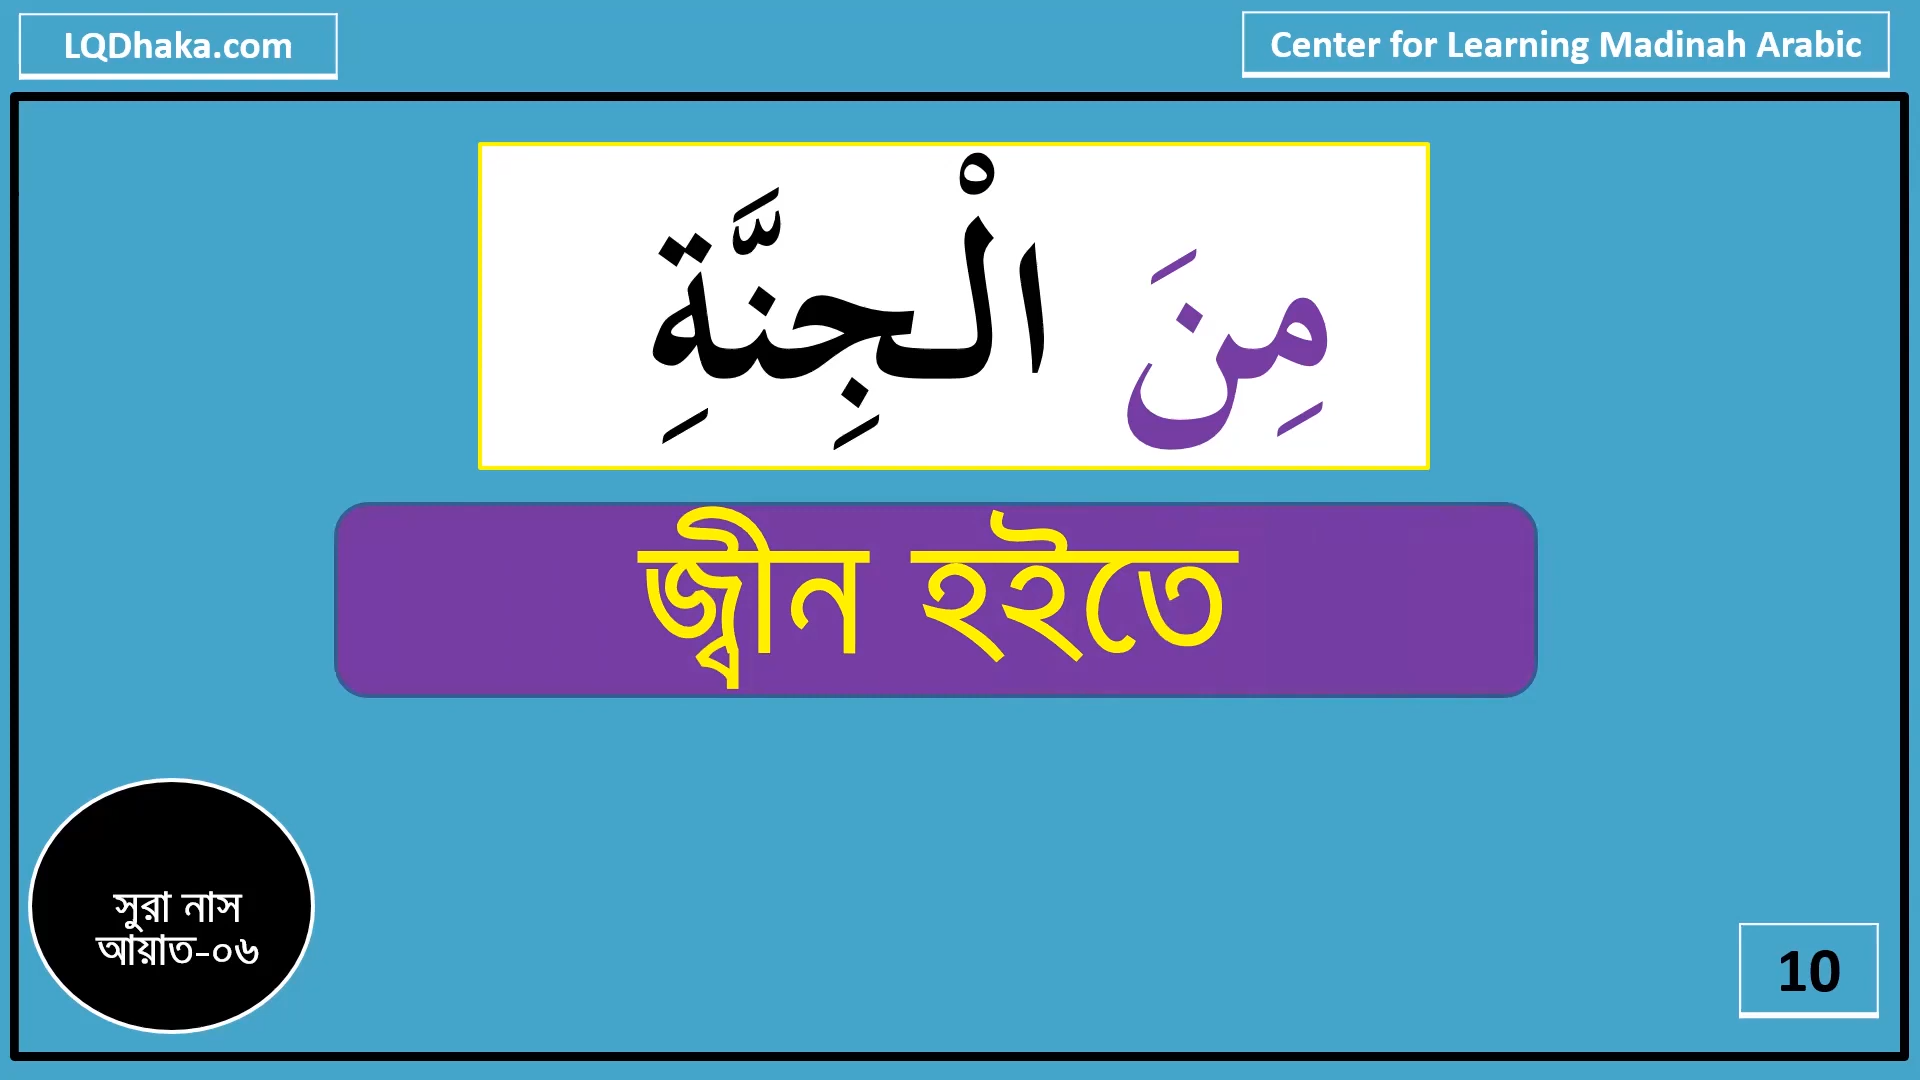 LQDhaka.com
Center for Learning Madinah Arabic
مِنَ الْجِنَّةِ
জ্বীন হইতে
সুরা নাস
আয়াত-০৬
10